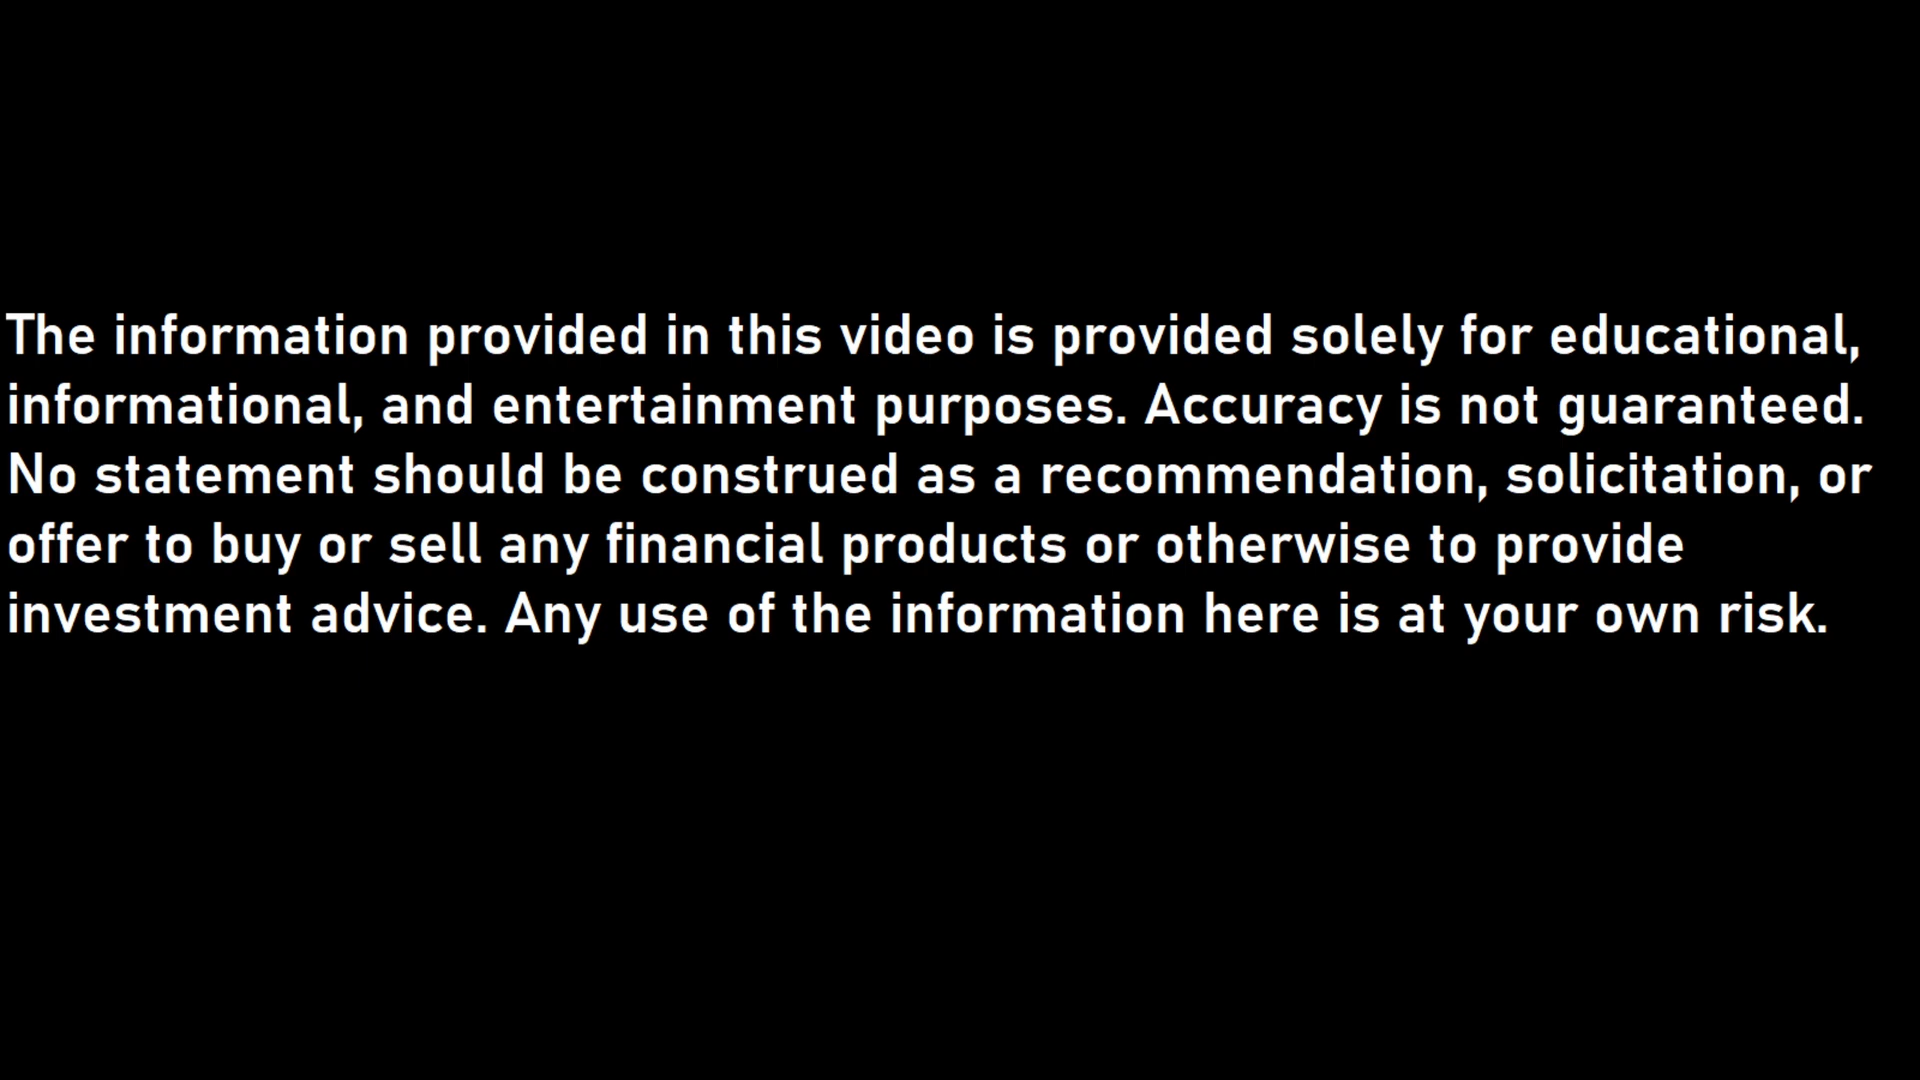 The information provided in this video is provided solely for educational,
informational, and entertainment purposes. Accuracy is not guaranteed.
No statement should be construed as a recommendation, solicitation, or
offer to buy or sell any financial products or otherwise to provide
investment advice. Any use of the information here is at your own risk.